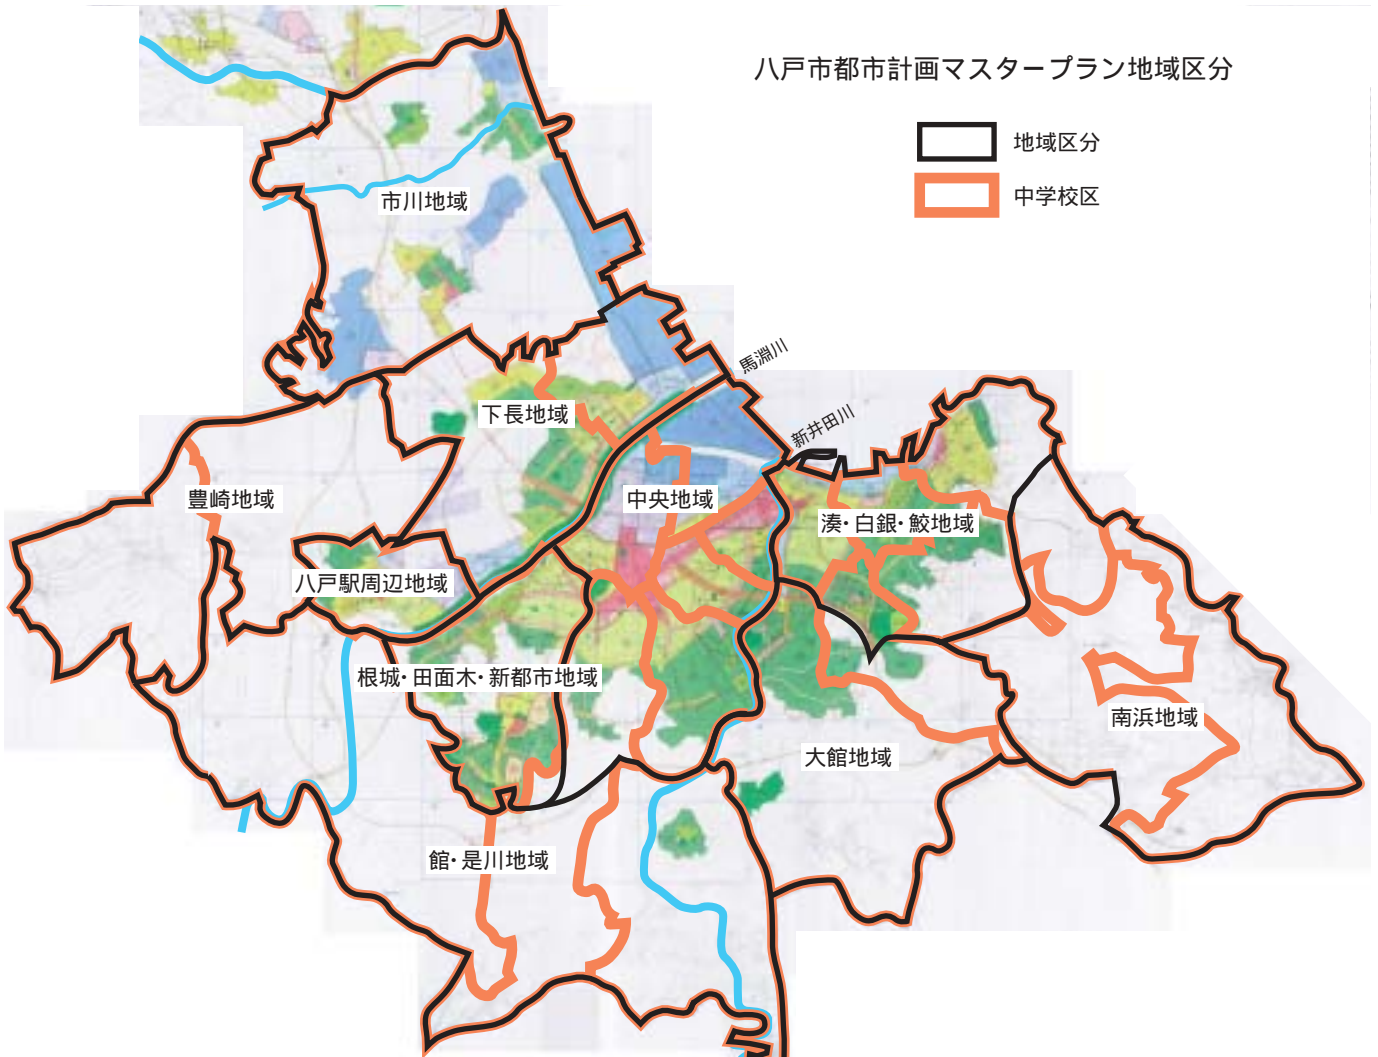 八戸市都市計画マスタープラン地域区分
地域区分
中学校区
市川地域
馬淵川
新井田川
下長地域
中央地域
豊崎地域
湊・白銀・鮫地域
八戸駅周辺地域
根城・田面木・新都市地域
南浜地域
大館地域
館・是川地域